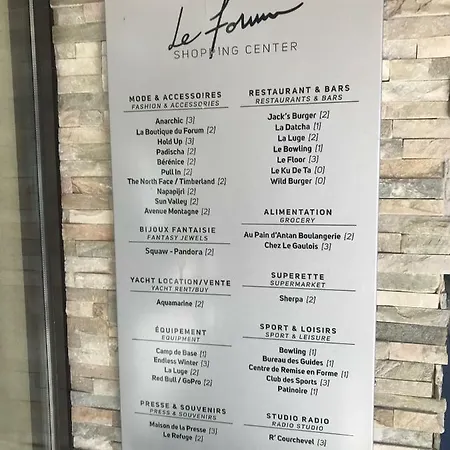 Le Forum
SHOPPING CENTER
MODE & ACCESSOIRES
FASHION & ACCESSORIES
Anarchic [3]
La Boutique du Forum [2]
Hold Up [3]
Padischa [2]
Bérénice [2]
Pull In [2]
The North Face / Timberland [2]
Napapijri [2]
Sun Valley [2]
Avenue Montagne [2]
BIJOUX FANTAISIE
FANTASY JEWELS
Squaw - Pandora [2]
YACHT LOCATION/VENTE
YACHT RENT/BUY
Aquamarine [2]
ÉQUIPEMENT
EQUIPMENT
Camp de Base [1]
Endless Winter [3]
La Luge [2]
Red Bull / GoPro [2]
PRESSE & SOUVENIRS
PRESS & SOUVENIRS
Maison de la Presse [3]
Le Refuge [2]
RESTAURANT & BARS
RESTAURANTS & BARS
Jack's Burger [2]
La Datcha [1]
La Luge [2]
Le Bowling [1]
Le Floor [3]
Le Ku De Ta [0]
Wild Burger [0]
ALIMENTATION
GROCERY
Au Pain d'Antan Boulangerie [2]
Chez Le Gaulois [3]
SUPERETTE
SUPERMARKET
Sherpa [2]
SPORT & LOISIRS
SPORT & LEISURE
Bowling [1]
Bureau des Guides [1]
Centre de Remise en Forme [1]
Club des Sports [3]
Patinoire [1]
STUDIO RADIO
RADIO STUDIO
R' Courchevel [3]